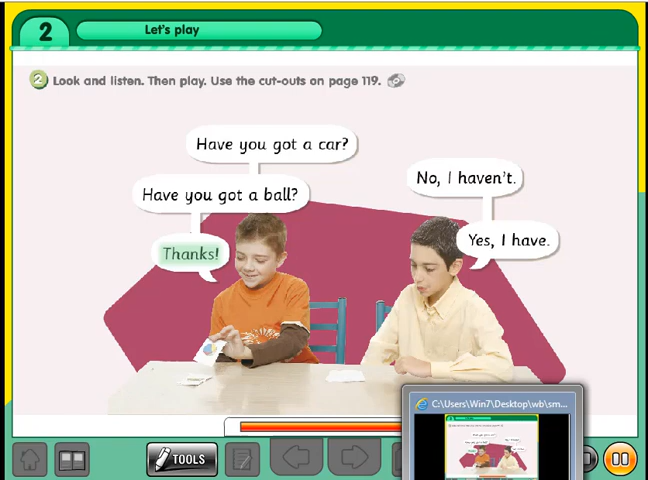 2
Let's play
2 Look and listen. Then play. Use the cut-outs on page 119.
Have you got a car?
No, I haven't.
Have you got a ball?
Yes, I have.
Thanks!
C:\Users\Win7\Desktop\wb\sm...
TOOLS